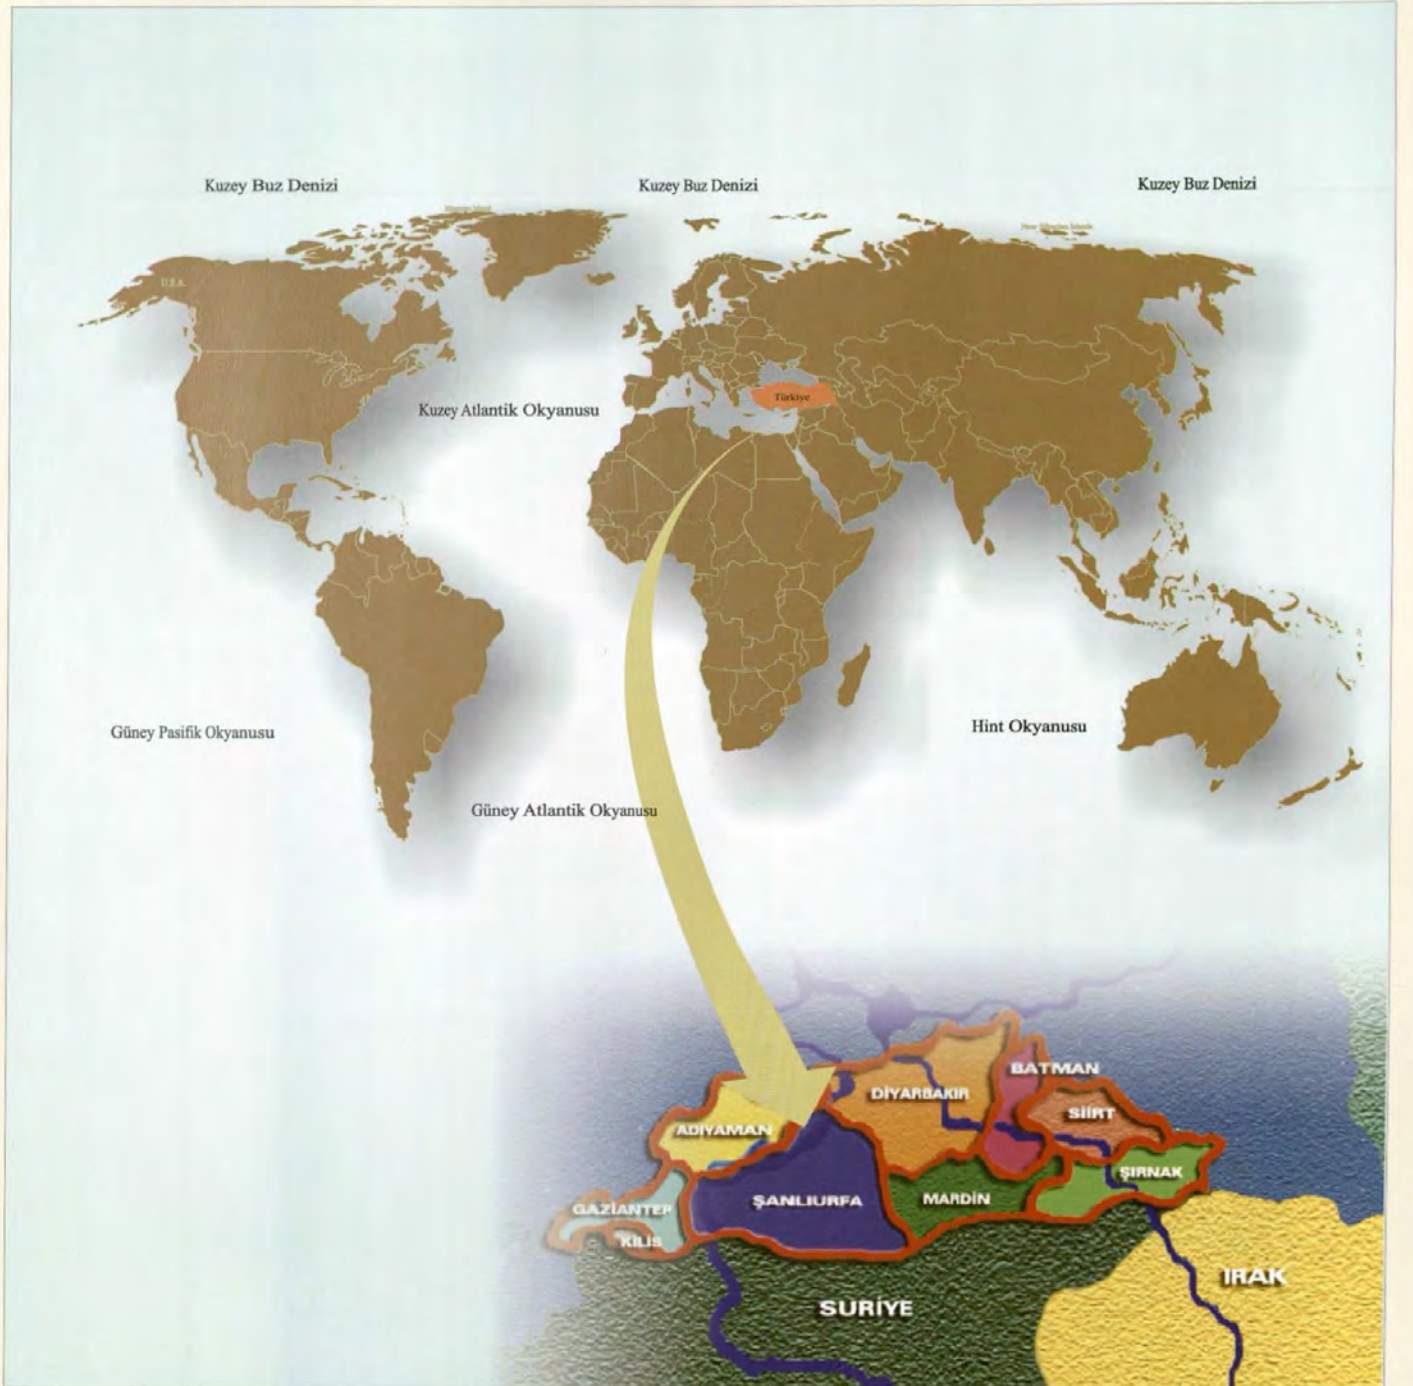 Kuzey Buz Denizi
Kuzey Buz Denizi
Kuzey Buz Denizi
U.S.A.
Türkiye
Kuzey Atlantik Okyanusu
Güney Pasifik Okyanusu
Hint Okyanusu
Güney Atlantik Okyanusu
BATMAN
DİYARBAKIR
SİİRT
ADIYAMAN
ŞIRNAK
ŞANLIURFA
MARDİN
GAZİANTEP
KİLİS
IRAK
SURİYE